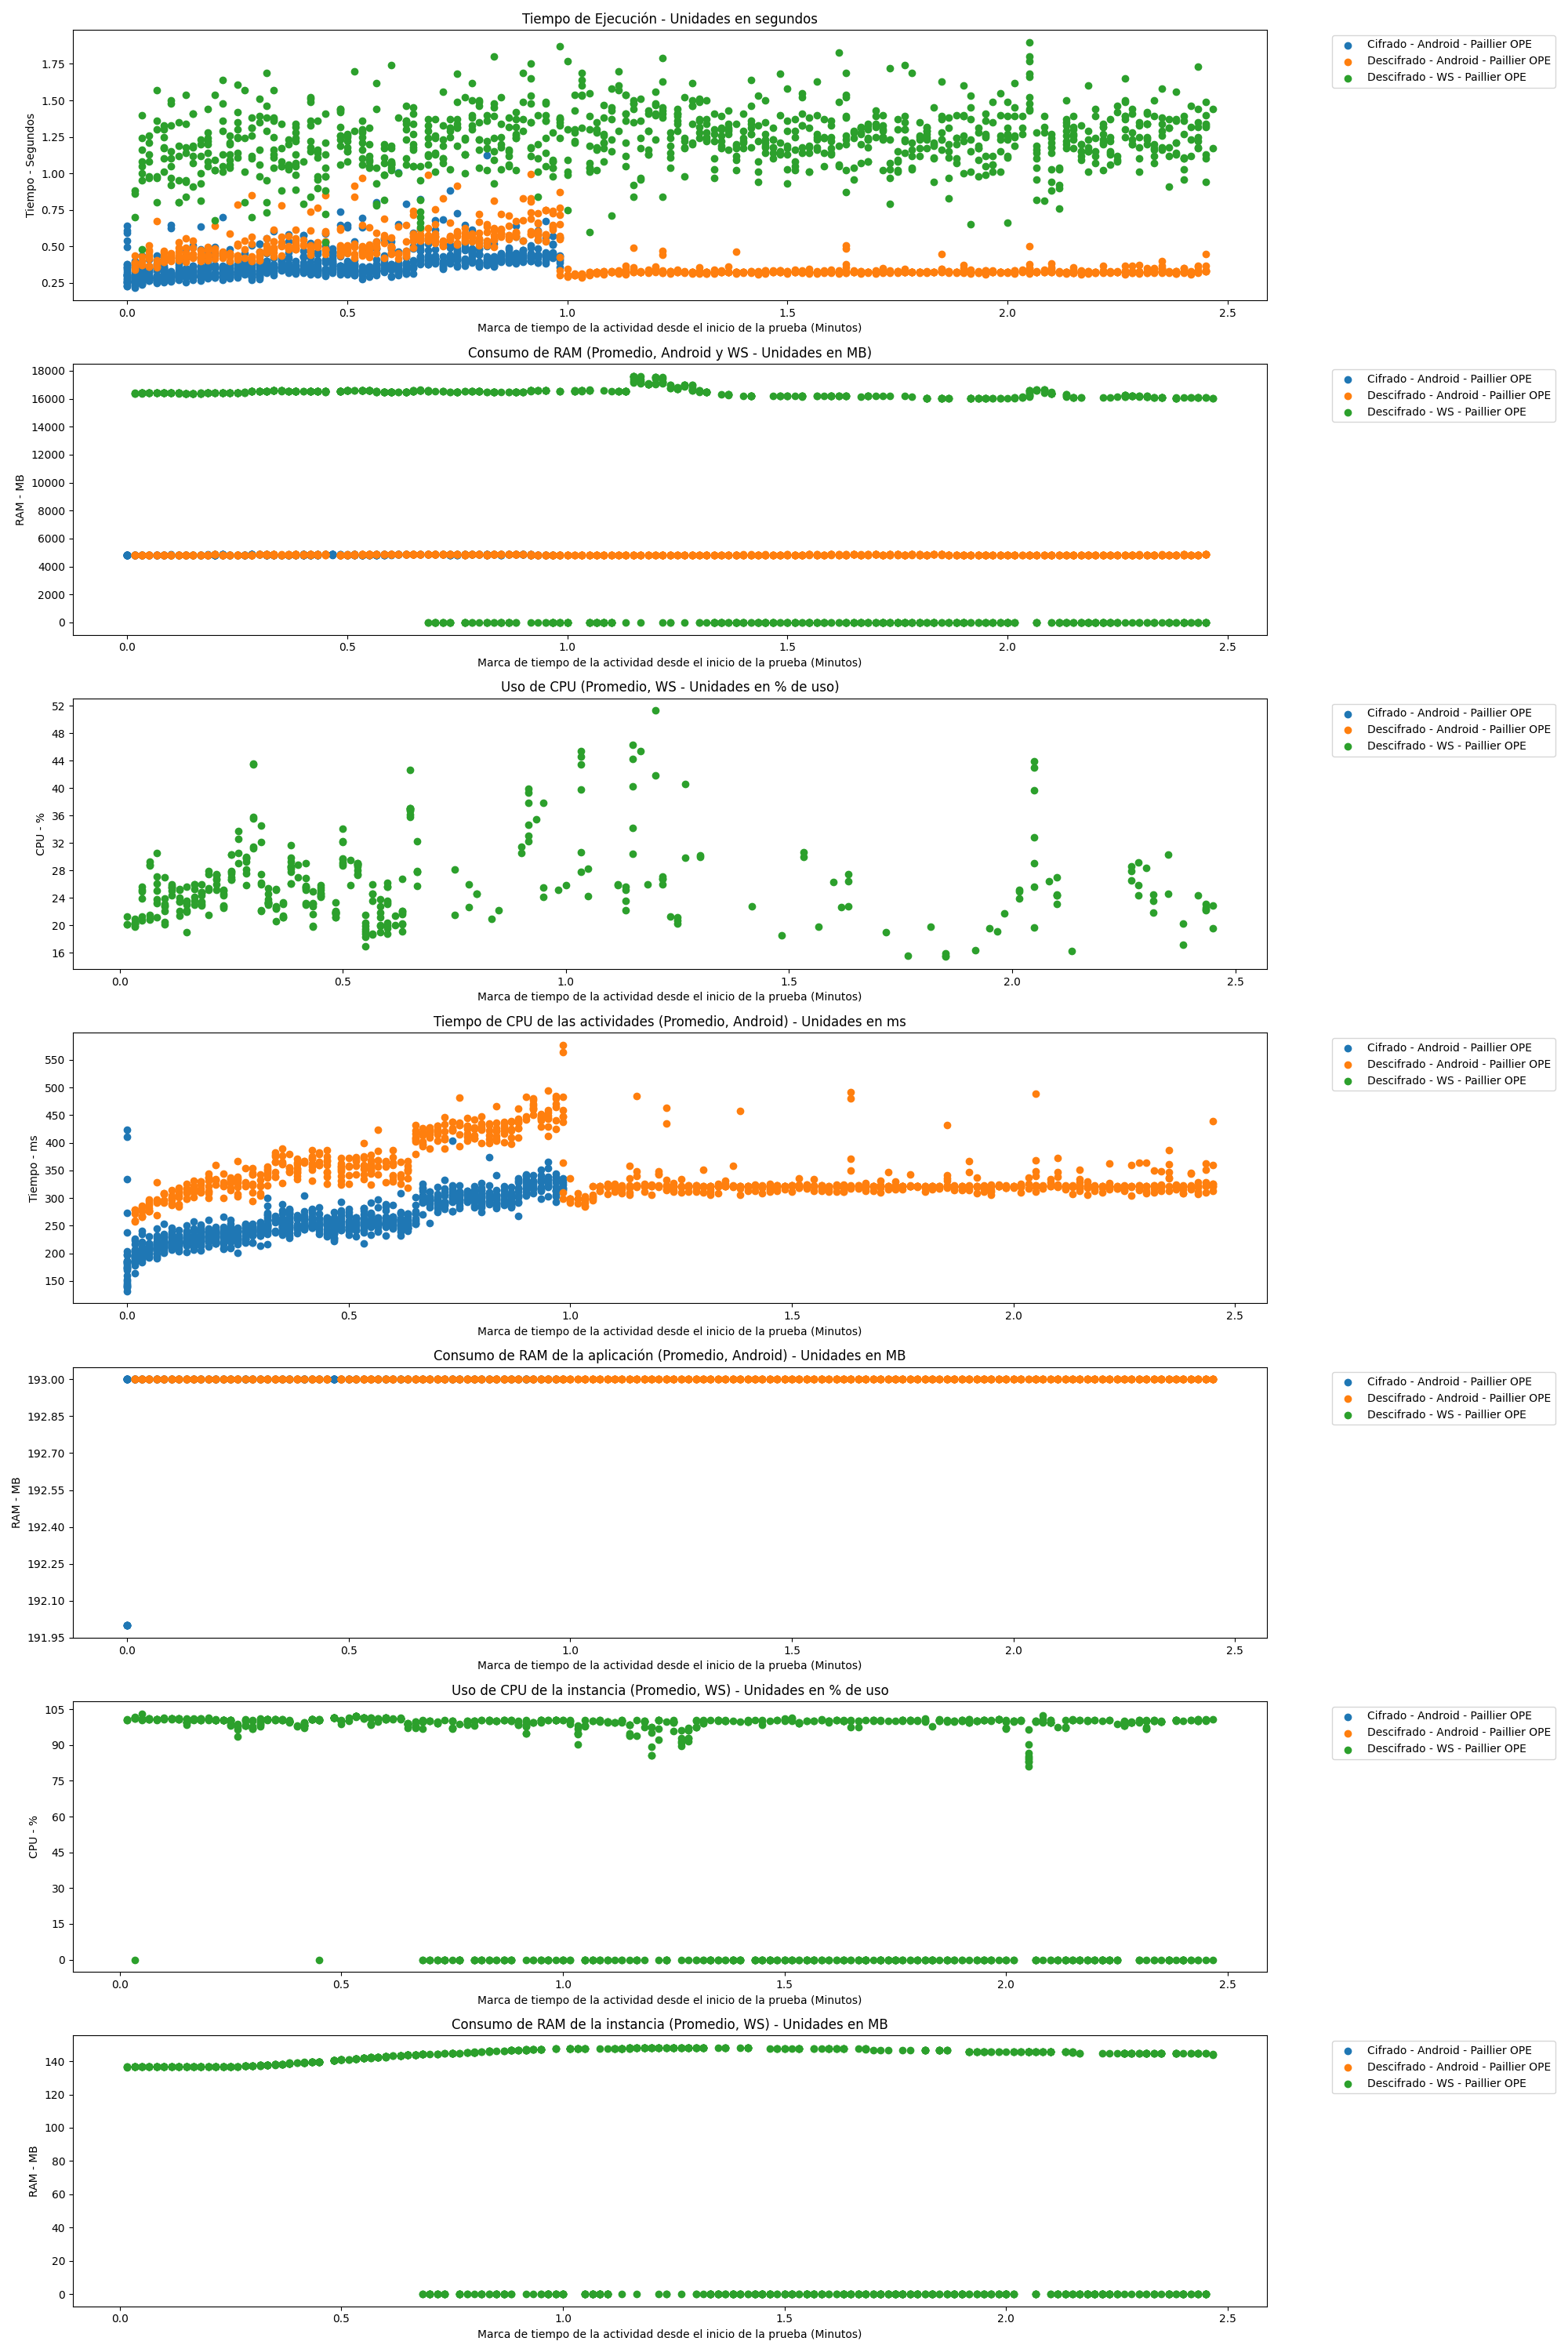 Tiempo de Ejecución - Unidades en segundos
Tiempo - Segundos
1.75
1.50
1.25
1.00
0.75
0.50
0.25
0.0 0.5 1.0 1.5 2.0 2.5
Marca de tiempo de la actividad desde el inicio de la prueba (Minutos)
Cifrado - Android - Paillier OPE
Descifrado - Android - Paillier OPE
Descifrado - WS - Paillier OPE
Consumo de RAM (Promedio, Android y WS - Unidades en MB)
RAM - MB
18000
16000
14000
12000
10000
8000
6000
4000
2000
0
0.0 0.5 1.0 1.5 2.0 2.5
Marca de tiempo de la actividad desde el inicio de la prueba (Minutos)
Cifrado - Android - Paillier OPE
Descifrado - Android - Paillier OPE
Descifrado - WS - Paillier OPE
Uso de CPU (Promedio, WS - Unidades en % de uso)
CPU - %
52
48
44
40
36
32
28
24
20
16
0.0 0.5 1.0 1.5 2.0 2.5
Marca de tiempo de la actividad desde el inicio de la prueba (Minutos)
Cifrado - Android - Paillier OPE
Descifrado - Android - Paillier OPE
Descifrado - WS - Paillier OPE
Tiempo de CPU de las actividades (Promedio, Android) - Unidades en ms
Tiempo - ms
550
500
450
400
350
300
250
200
150
0.0 0.5 1.0 1.5 2.0 2.5
Marca de tiempo de la actividad desde el inicio de la prueba (Minutos)
Cifrado - Android - Paillier OPE
Descifrado - Android - Paillier OPE
Descifrado - WS - Paillier OPE
Consumo de RAM de la aplicación (Promedio, Android) - Unidades en MB
RAM - MB
193.00
192.85
192.70
192.55
192.40
192.25
192.10
191.95
0.0 0.5 1.0 1.5 2.0 2.5
Marca de tiempo de la actividad desde el inicio de la prueba (Minutos)
Cifrado - Android - Paillier OPE
Descifrado - Android - Paillier OPE
Descifrado - WS - Paillier OPE
Uso de CPU de la instancia (Promedio, WS) - Unidades en % de uso
CPU - %
105
90
75
60
45
30
15
0
0.0 0.5 1.0 1.5 2.0 2.5
Marca de tiempo de la actividad desde el inicio de la prueba (Minutos)
Cifrado - Android - Paillier OPE
Descifrado - Android - Paillier OPE
Descifrado - WS - Paillier OPE
Consumo de RAM de la instancia (Promedio, WS) - Unidades en MB
RAM - MB
140
120
100
80
60
40
20
0
0.0 0.5 1.0 1.5 2.0 2.5
Marca de tiempo de la actividad desde el inicio de la prueba (Minutos)
Cifrado - Android - Paillier OPE
Descifrado - Android - Paillier OPE
Descifrado - WS - Paillier OPE